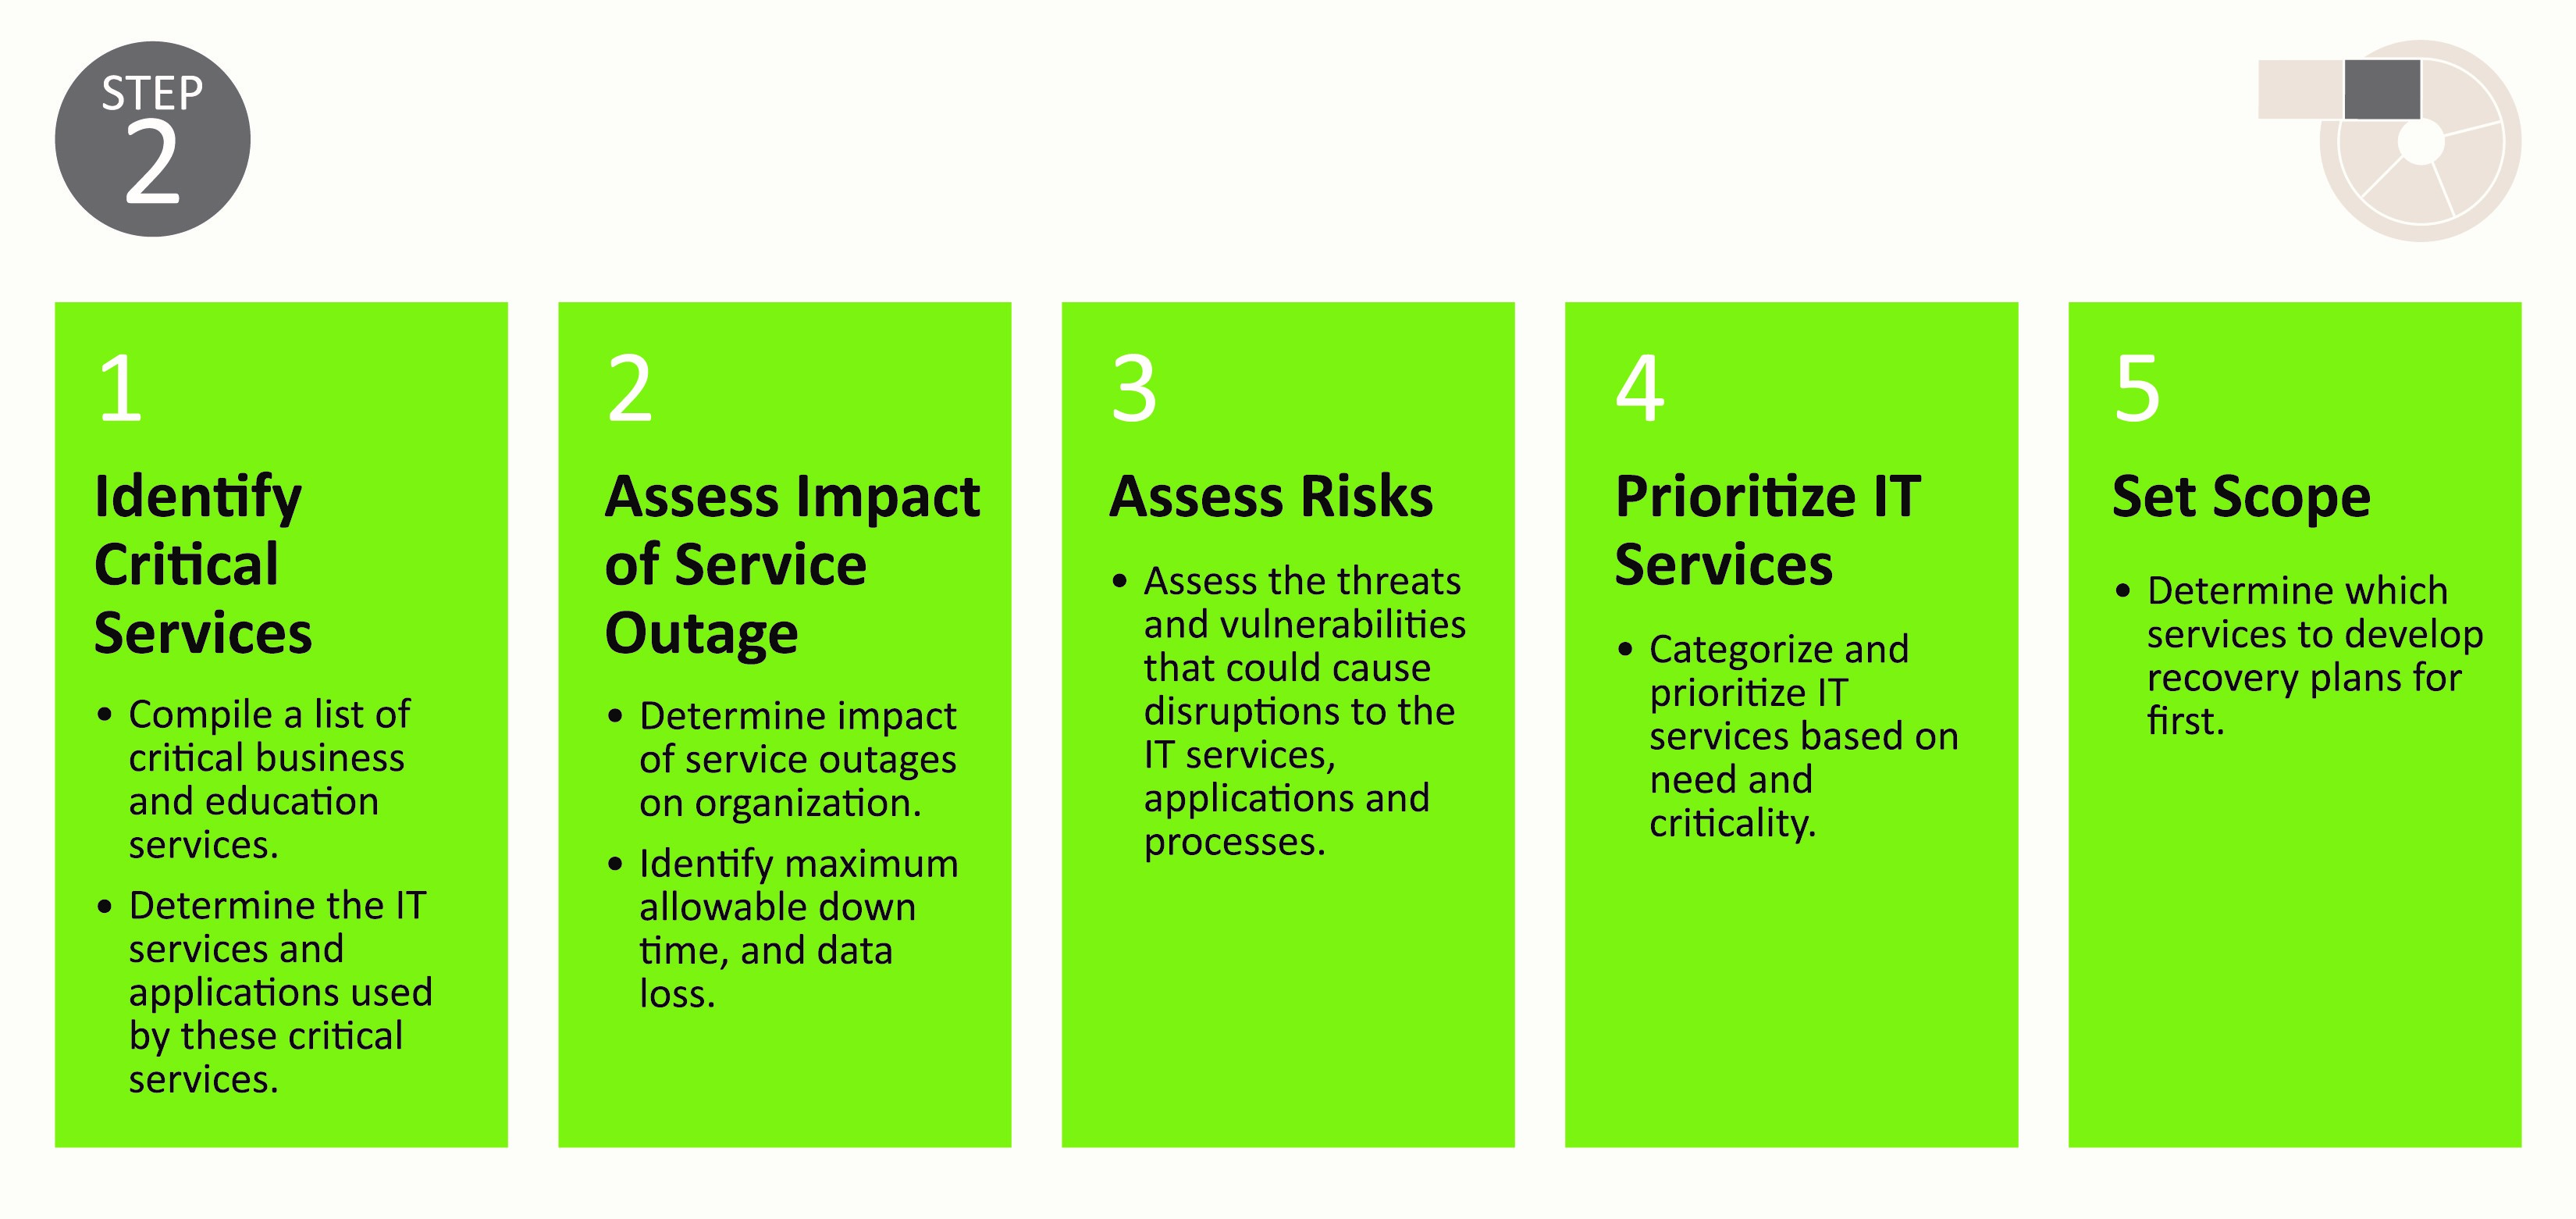 STEP
2
1
Identify
Critical
Services
• Compile a list of
critical business
and education
services.
• Determine the IT
services and
applications used
by these critical
services.
2
Assess Impact
of Service
Outage
• Determine impact
of service outages
on organization.
• Identify maximum
allowable down
time, and data
loss.
3
Assess Risks
• Assess the threats
and vulnerabilities
that could cause
disruptions to the
IT services,
applications and
processes.
4
Prioritize IT
Services
• Categorize and
prioritize IT
services based on
need and
criticality.
5
Set Scope
• Determine which
services to develop
recovery plans for
first.